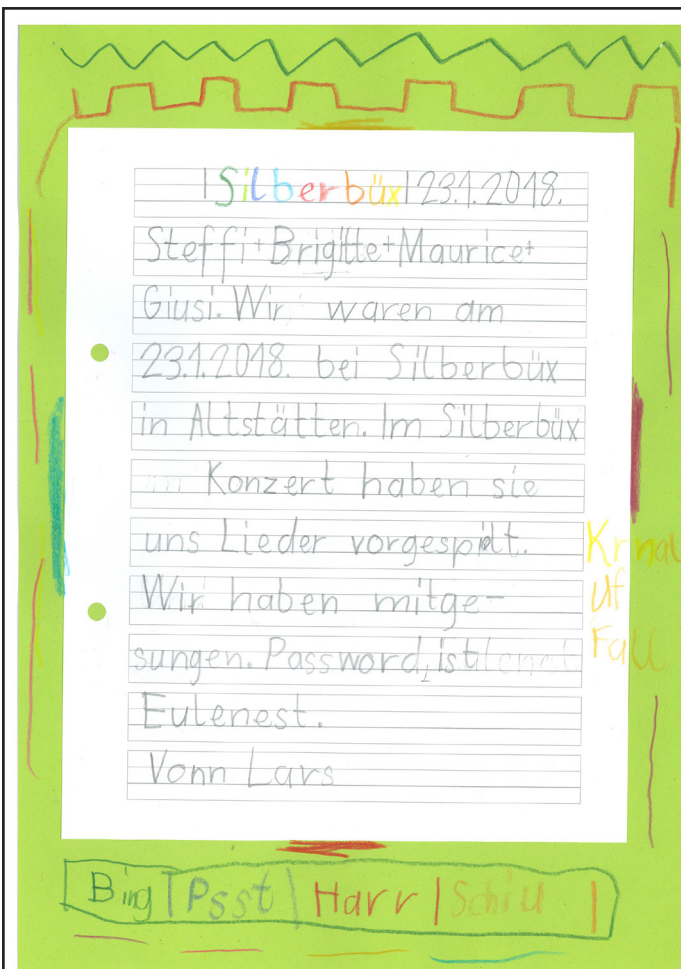 Silberbüx 23.1.2018.
Steffi+Brigitte+Maurice+
Giusi. Wir waren am
23.1.2018. bei Silberbüx
in Altstätten. Im Silberbüx
Konzert haben sie
uns Lieder vorgespilt.
Wir haben mitge-
sungen. Password, ist
Eulenest.
Vonn Lars
Uf
Fall
Bing Psst Harr